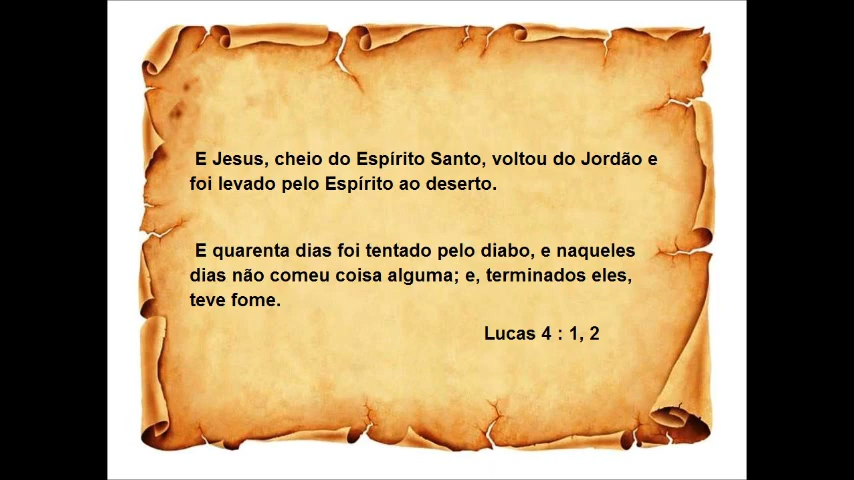 E Jesus, cheio do Espírito Santo, voltou do Jordão e
foi levado pelo Espírito ao deserto.
E quarenta dias foi tentado pelo diabo, e naqueles
dias não comeu coisa alguma; e, terminados eles,
teve fome.
Lucas 4 : 1, 2